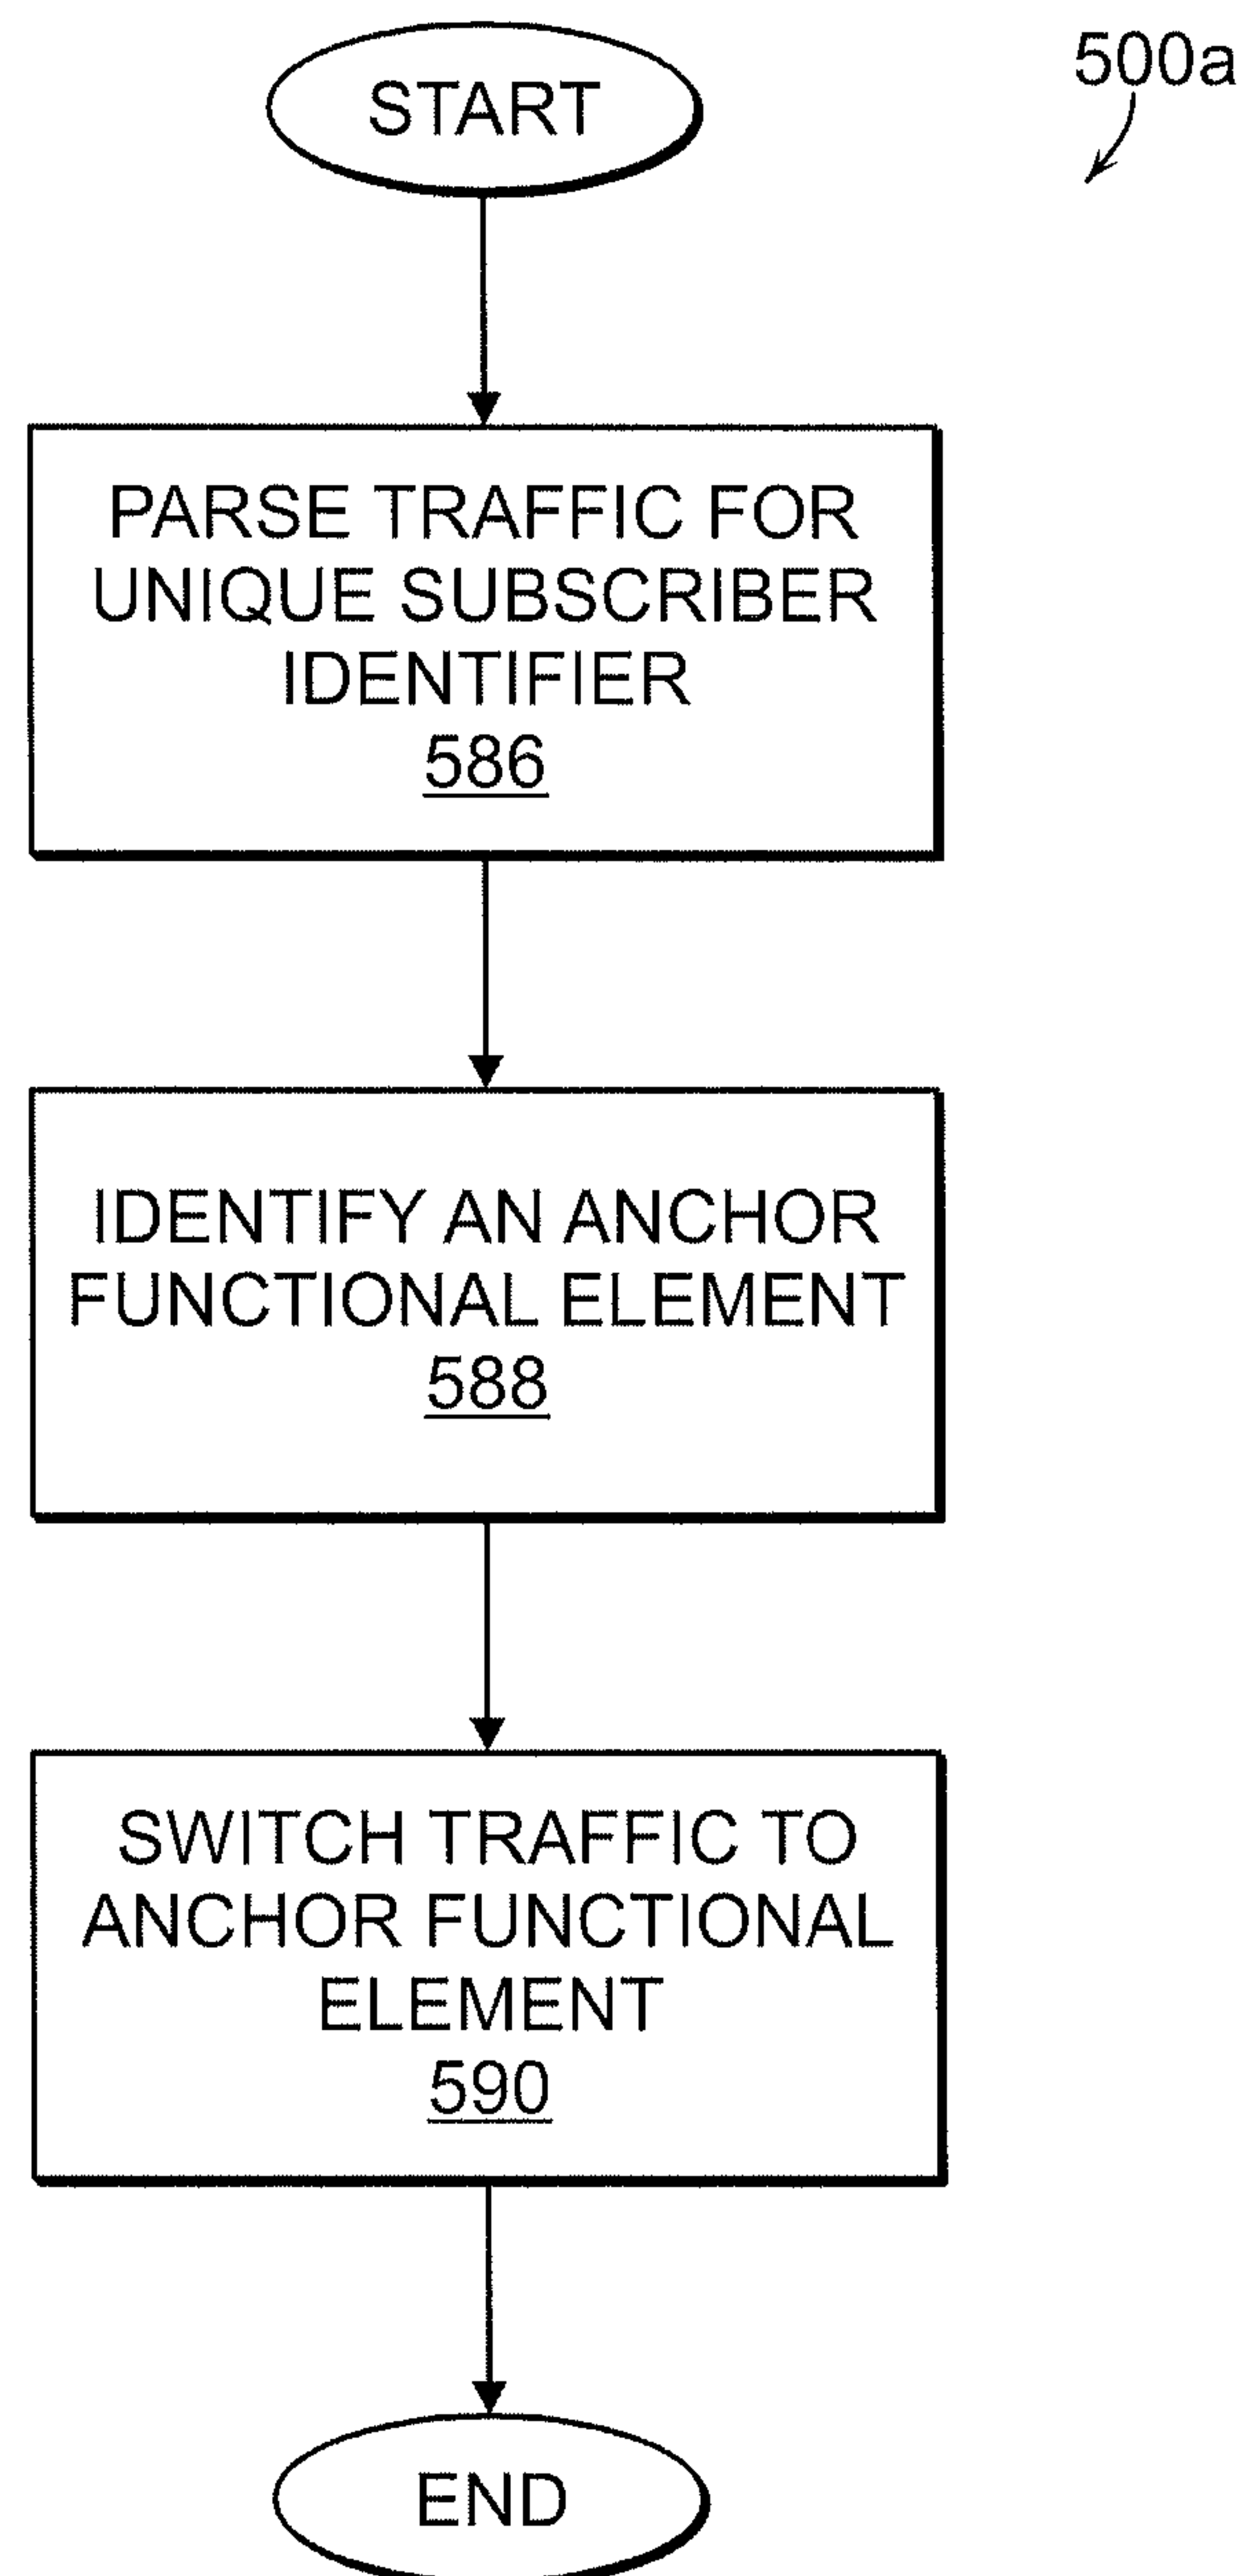 500a
START
PARSE TRAFFIC FOR
UNIQUE SUBSCRIBER
IDENTIFIER
586
IDENTIFY AN ANCHOR
FUNCTIONAL ELEMENT
588
SWITCH TRAFFIC TO
ANCHOR FUNCTIONAL
ELEMENT
590
END